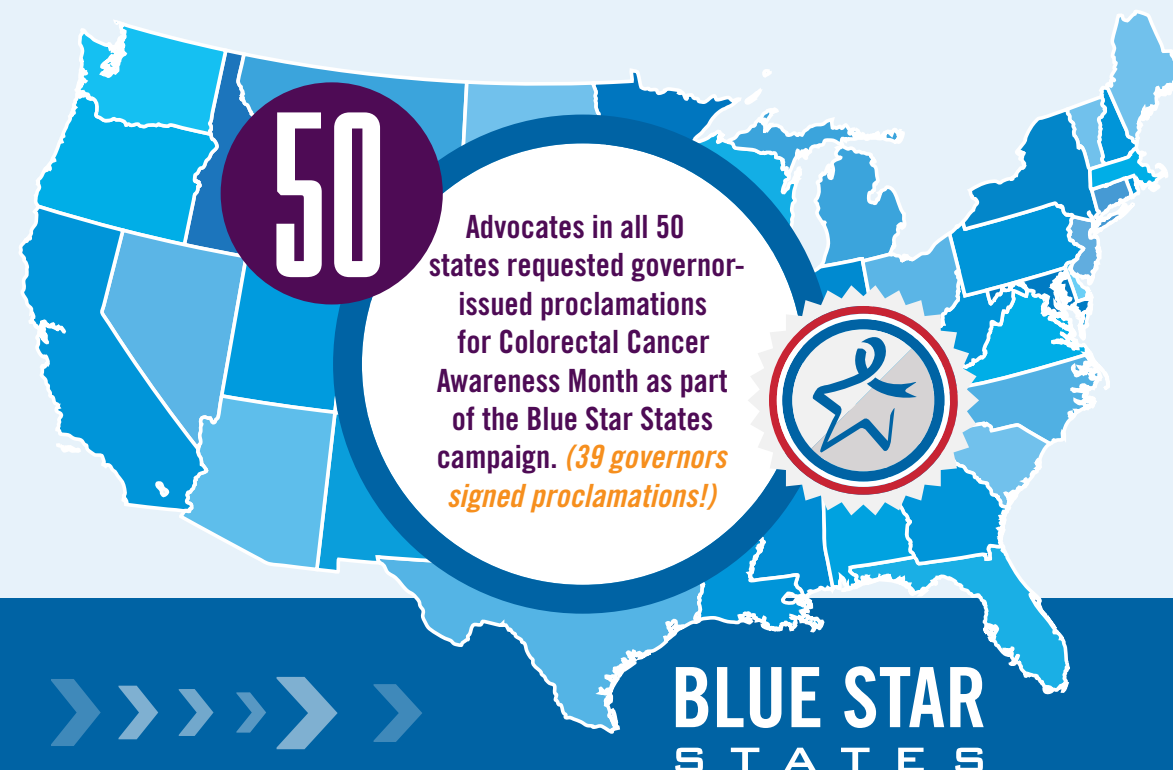 50
Advocates in all 50
states requested governor-
issued proclamations
for Colorectal Cancer
Awareness Month as part
of the Blue Star States
campaign. (39 governors
signed proclamations!)
BLUE STAR
STATES